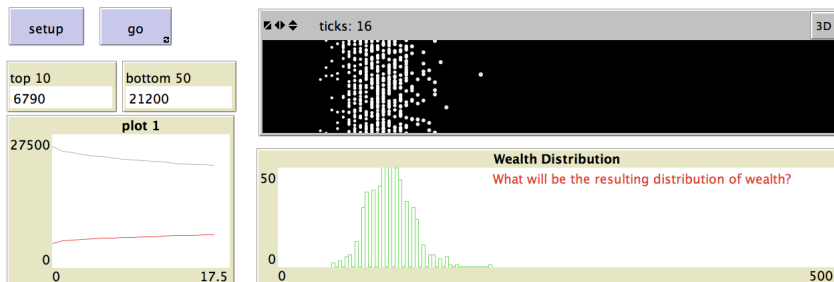 setup
go
ticks: 16
3D
top 10
6790
bottom 50
21200
plot 1
27500
0
0
17.5
Wealth Distribution
What will be the resulting distribution of wealth?
50
0
0
500